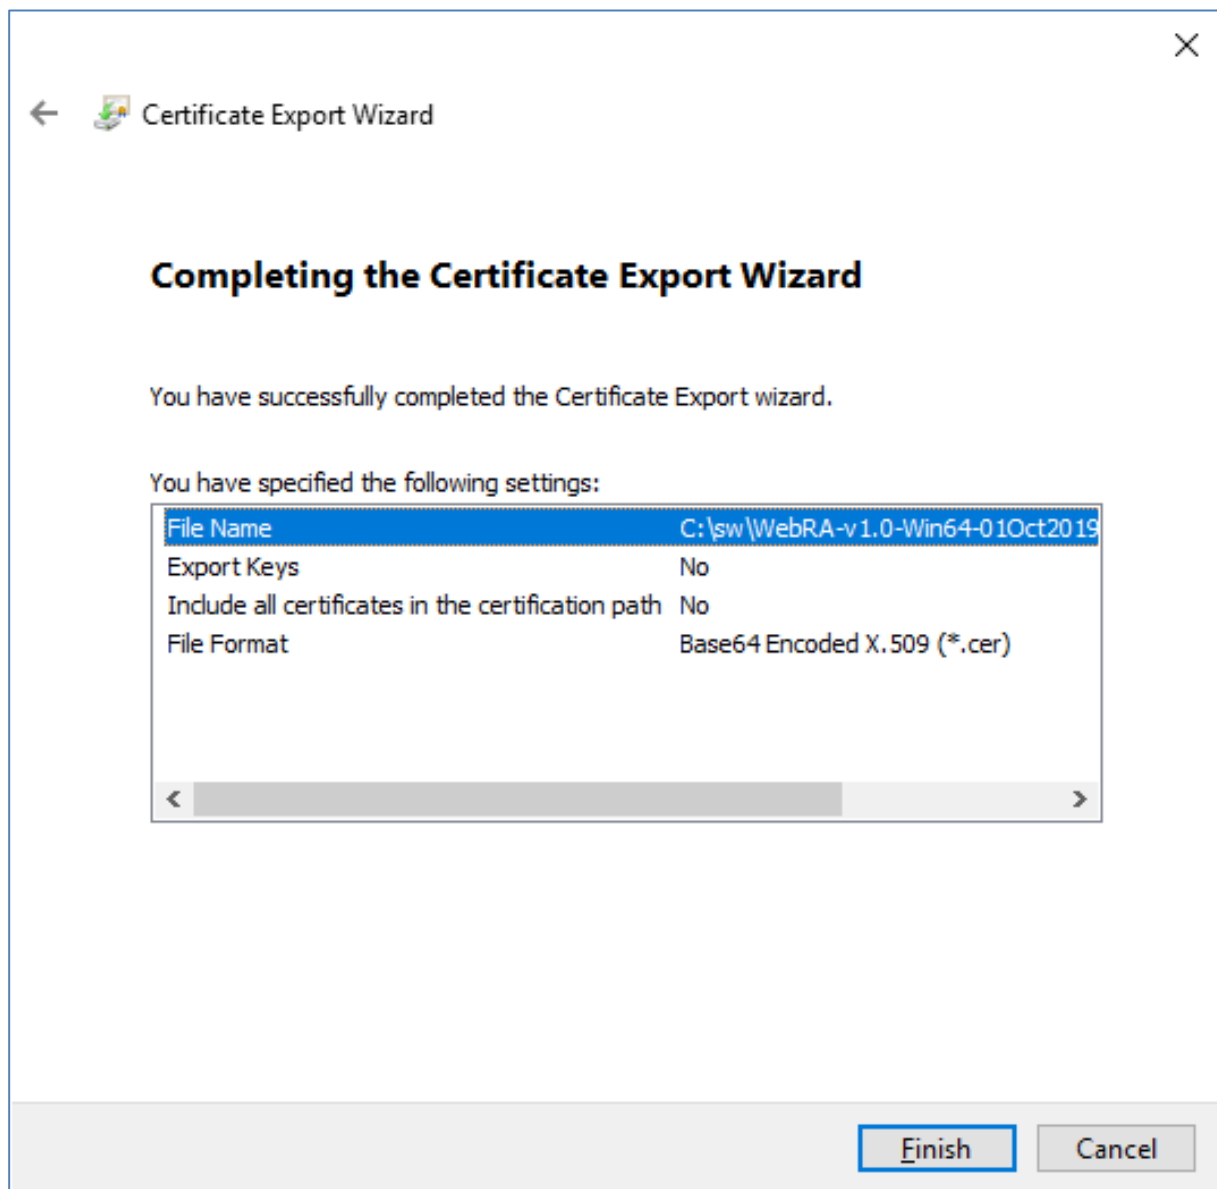 Certificate Export Wizard
Completing the Certificate Export Wizard
You have successfully completed the Certificate Export wizard.
You have specified the following settings:
File Name C:\sw\WebRA-v1.0-Win64-01Oct2019
Export Keys No
Include all certificates in the certification path No
File Format Base64 Encoded X.509 (*.cer)
Finish Cancel